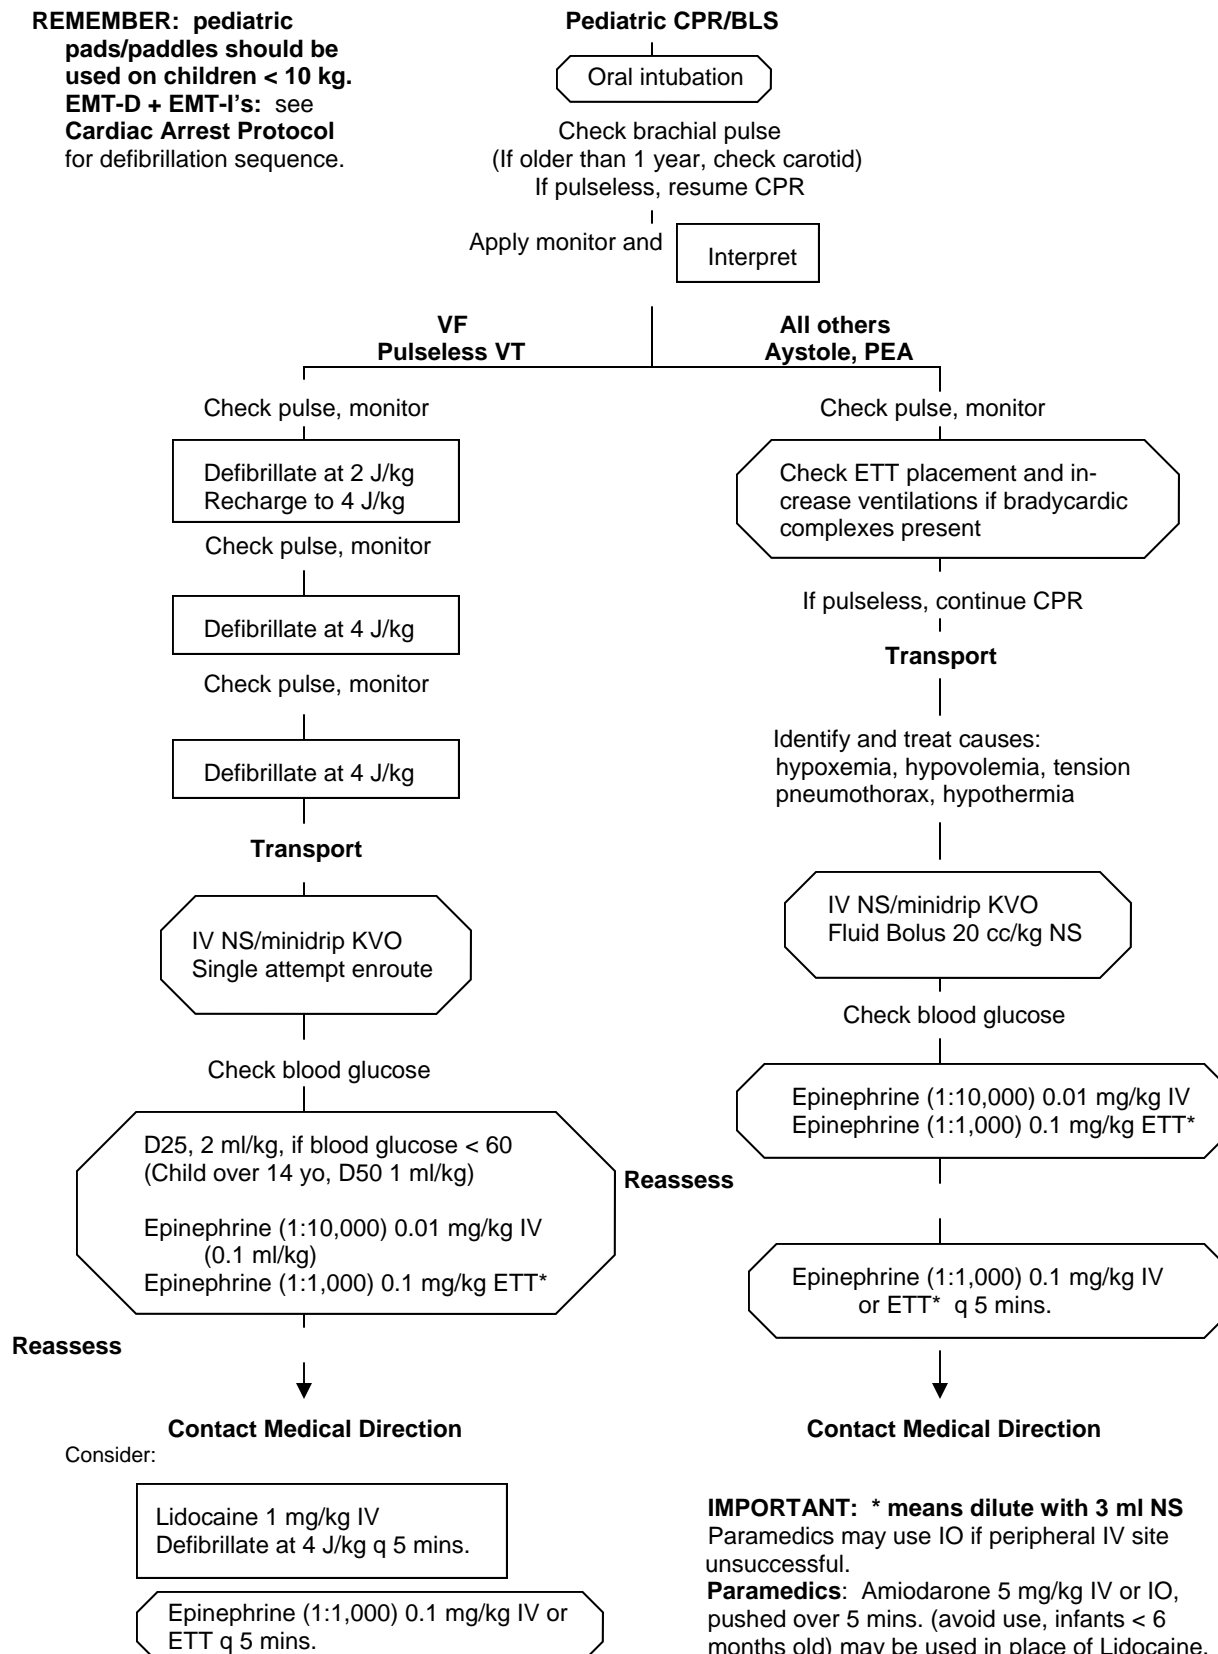 REMEMBER: pediatric
pads/paddles should be
used on children < 10 kg.
EMT-D + EMT-I's: see
Cardiac Arrest Protocol
for defibrillation sequence.
Pediatric CPR/BLS
Oral intubation
Check brachial pulse
(If older than 1 year, check carotid)
If pulseless, resume CPR
Apply monitor and
Interpret
VF
Pulseless VT
Check pulse, monitor
Defibrillate at 2 J/kg
Recharge to 4 J/kg
Check pulse, monitor
Defibrillate at 4 J/kg
Check pulse, monitor
Defibrillate at 4 J/kg
Transport
IV NS/minidrip KVO
Single attempt enroute
Check blood glucose
D25, 2 ml/kg, if blood glucose < 60
(Child over 14 yo, D50 1 ml/kg)
Epinephrine (1:10,000) 0.01 mg/kg IV
(0.1 ml/kg)
Epinephrine (1:1,000) 0.1 mg/kg ETT*
Reassess
Contact Medical Direction
Consider:
Lidocaine 1 mg/kg IV
Defibrillate at 4 J/kg q 5 mins.
Epinephrine (1:1,000) 0.1 mg/kg IV or
ETT q 5 mins.
All others
Aystole, PEA
Check pulse, monitor
Check ETT placement and in-
crease ventilations if bradycardic
complexes present
If pulseless, continue CPR
Transport
Identify and treat causes:
hypoxemia, hypovolemia, tension
pneumothorax, hypothermia
IV NS/minidrip KVO
Fluid Bolus 20 cc/kg NS
Check blood glucose
Epinephrine (1:10,000) 0.01 mg/kg IV
Epinephrine (1:1,000) 0.1 mg/kg ETT*
Reassess
Epinephrine (1:1,000) 0.1 mg/kg IV
or ETT* q 5 mins.
Contact Medical Direction
IMPORTANT: * means dilute with 3 ml NS
Paramedics may use IO if peripheral IV site
unsuccessful.
Paramedics: Amiodarone 5 mg/kg IV or IO,
pushed over 5 mins. (avoid use, infants < 6
months old) may be used in place of Lidocaine.